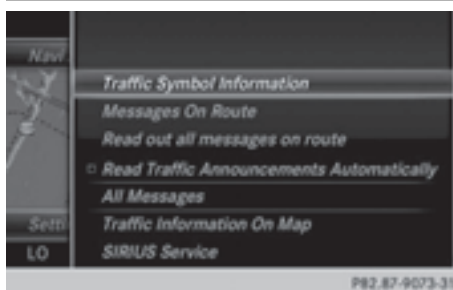 Navi
Traffic Symbol Information
Messages On Route
Read out all messages on route
Read Traffic Announcements Automatically
All Messages
Setti
Traffic Information On Map
LO
SIRIUS Service
P82.87-9073-31